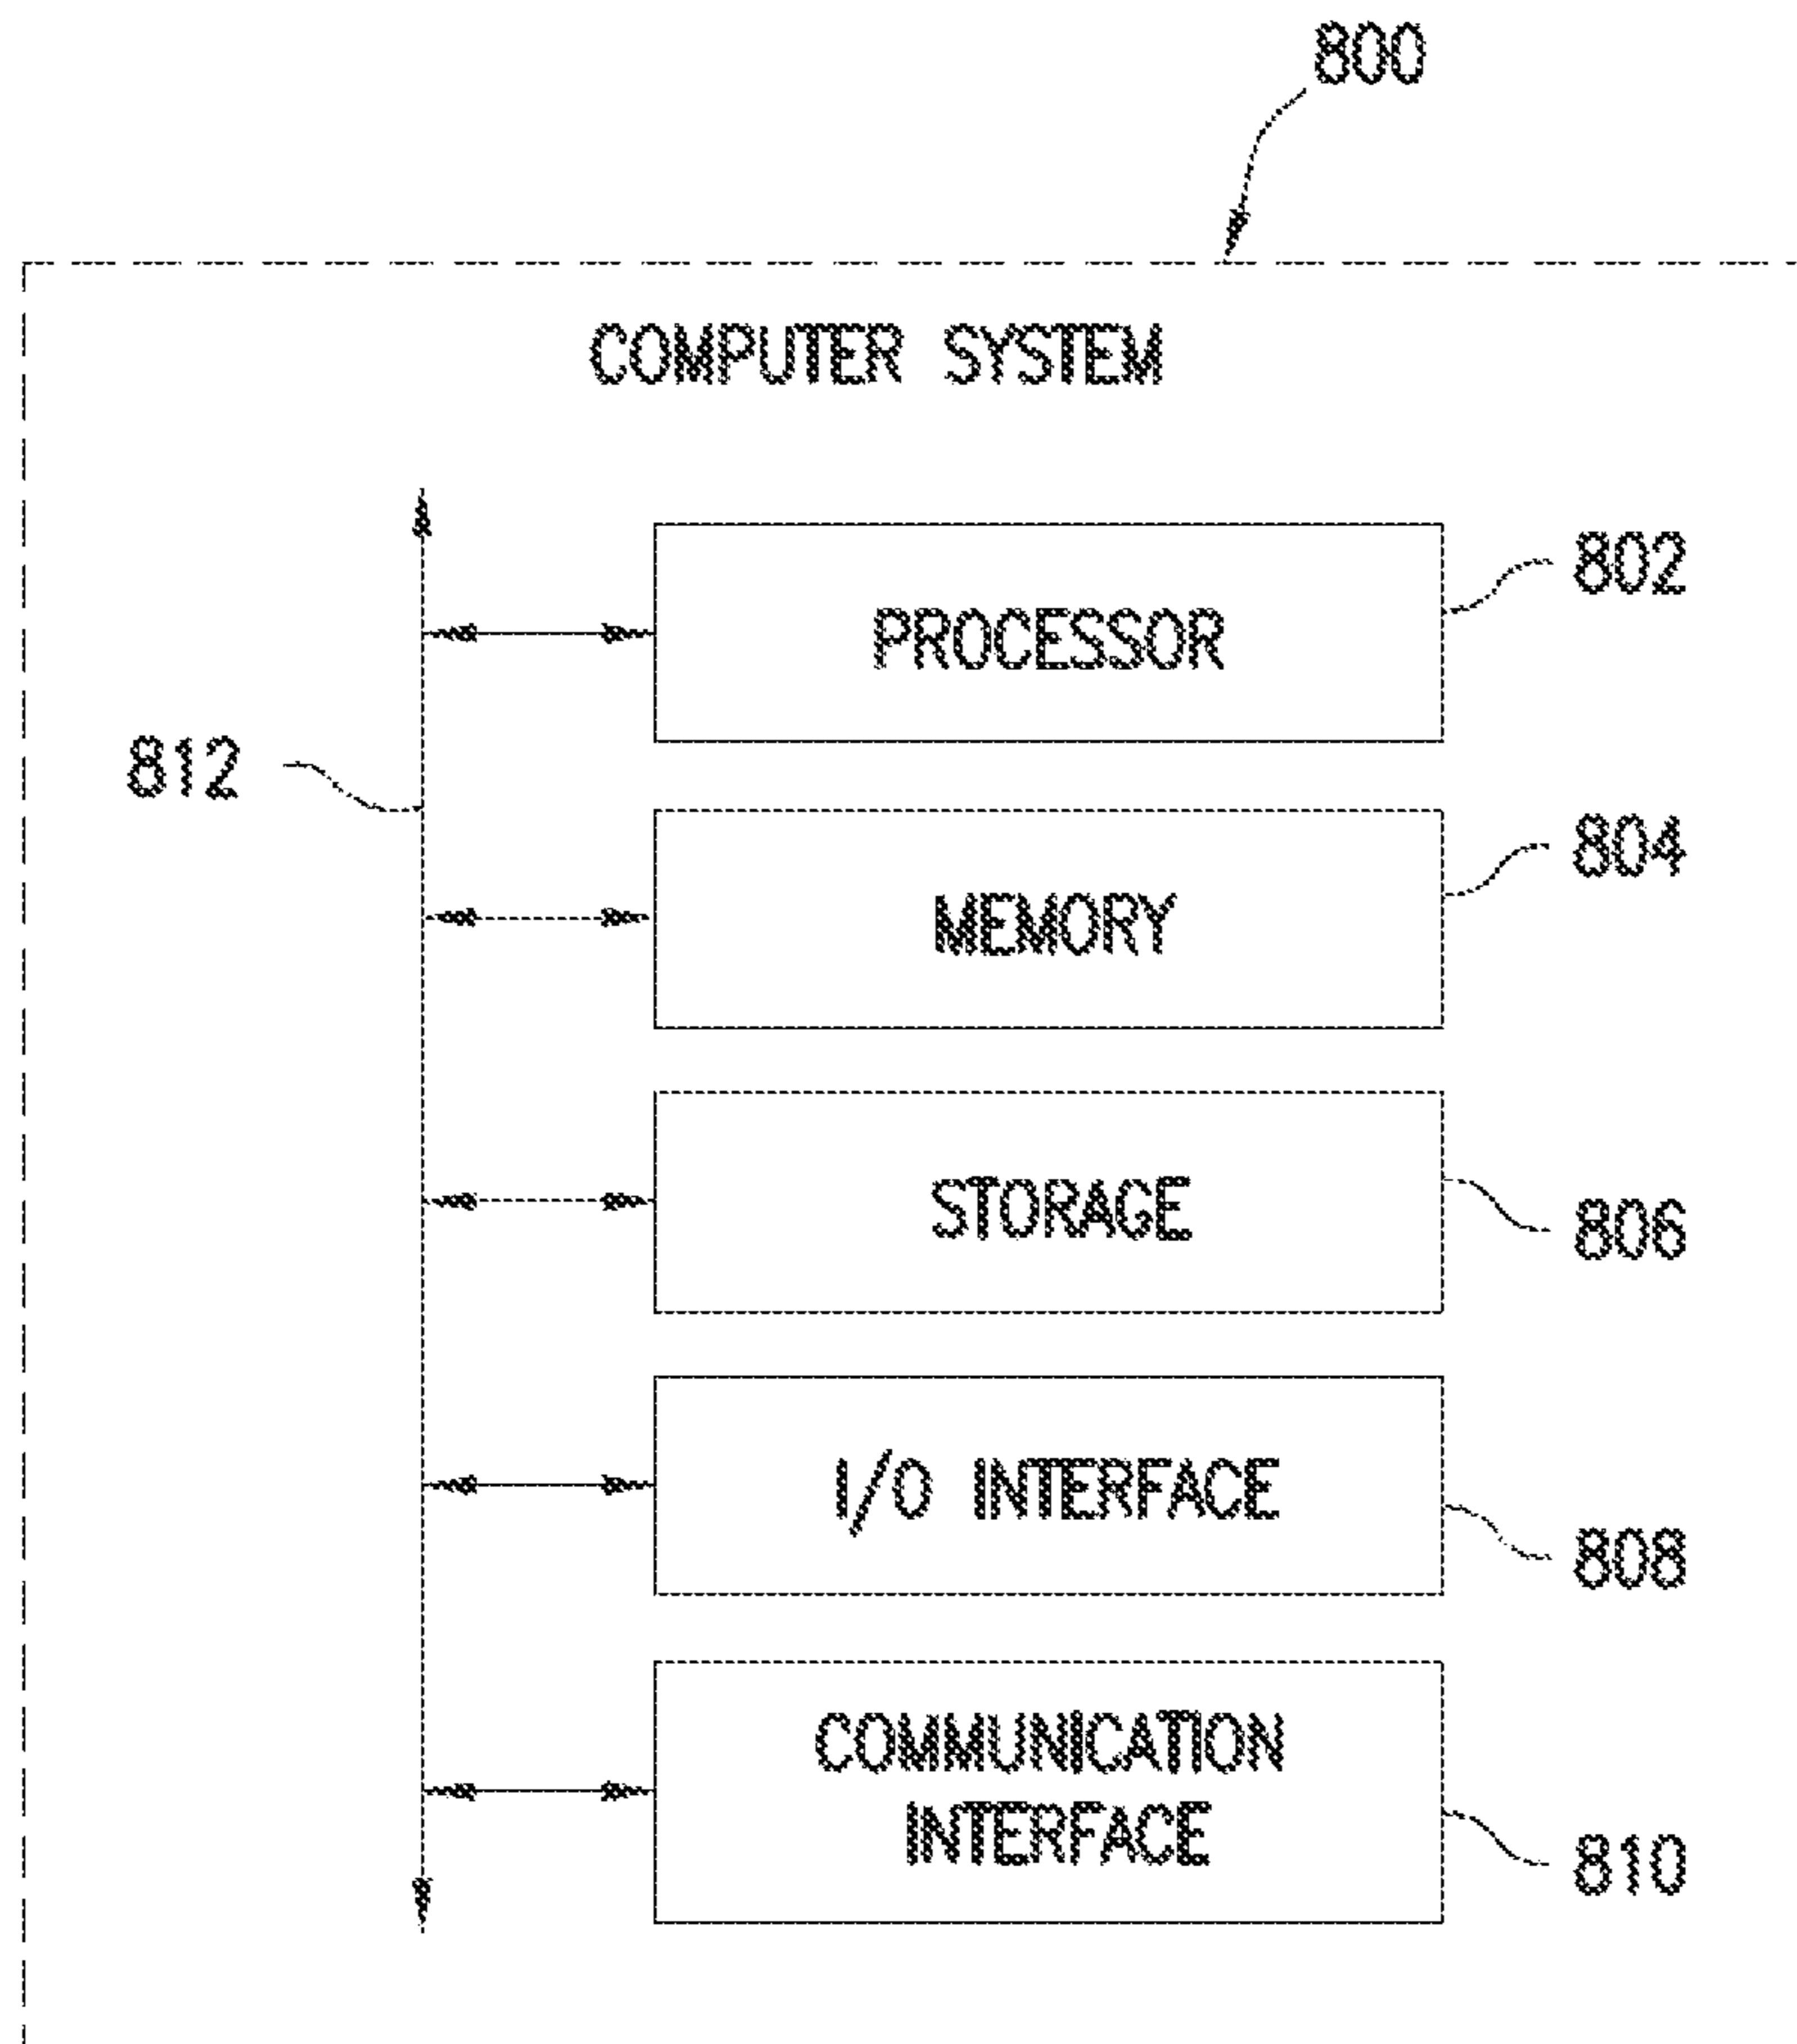 800
COMPUTER SYSTEM
PROCESSOR
802
812
MEMORY
804
STORAGE
806
I/O INTERFACE
808
COMMUNICATION
INTERFACE
810